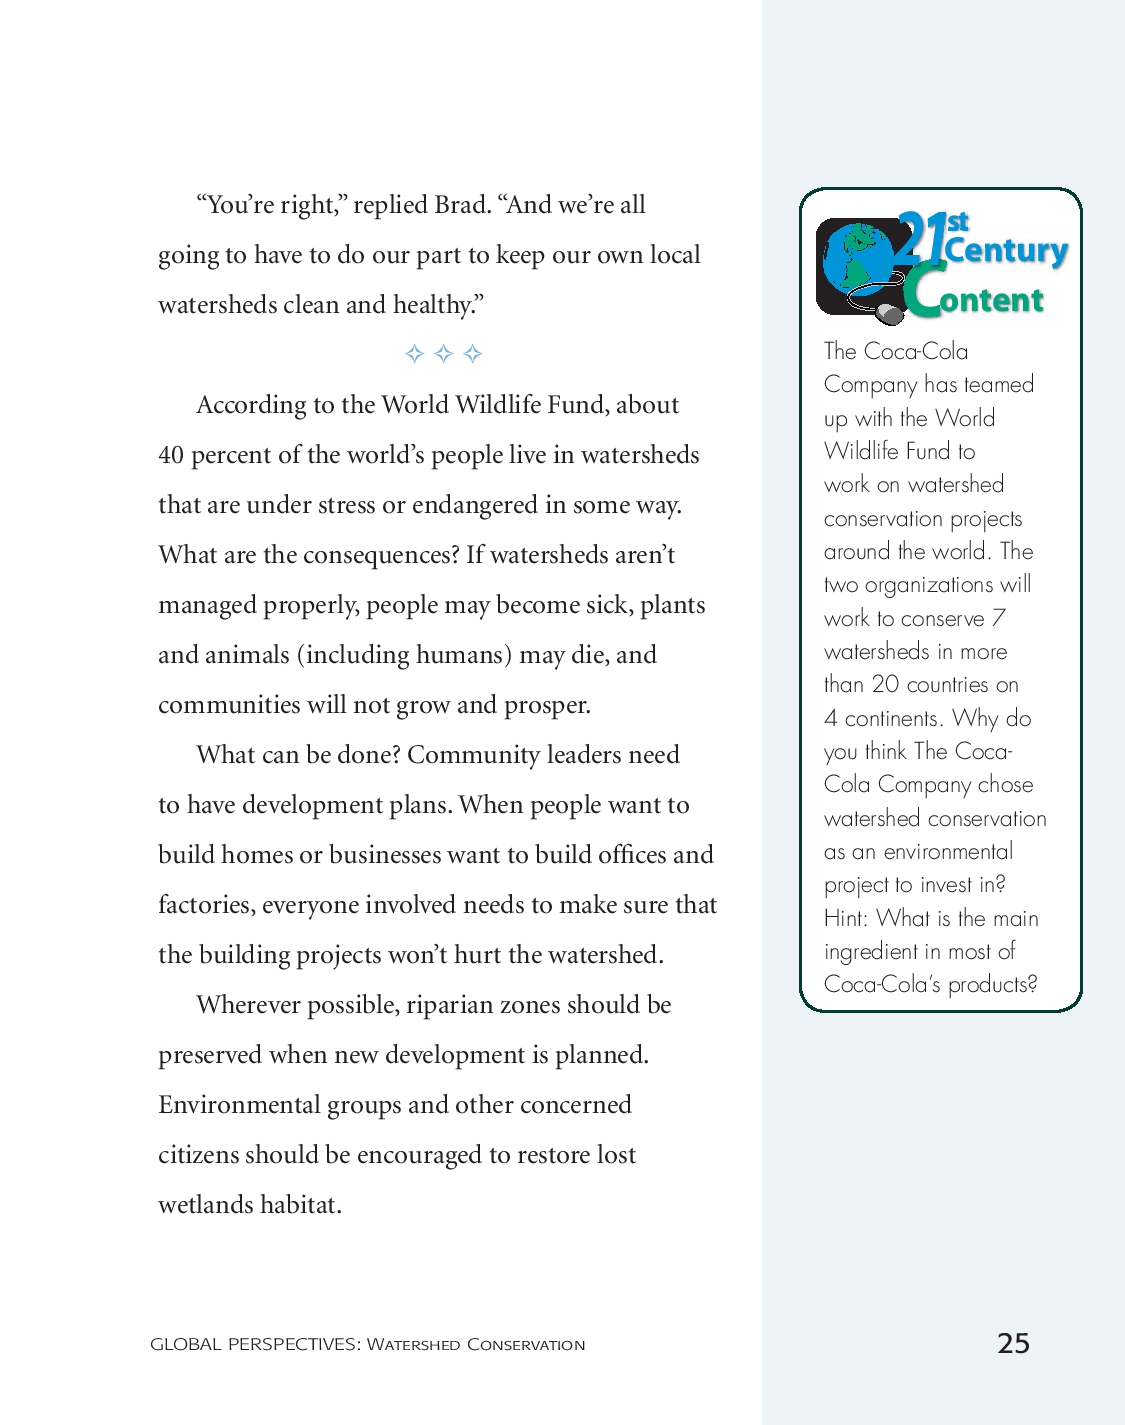 “You’re right,” replied Brad. “And we’re all
going to have to do our part to keep our own local
watersheds clean and healthy.”
According to the World Wildlife Fund, about
40 percent of the world’s people live in watersheds
that are under stress or endangered in some way.
What are the consequences? If watersheds aren’t
managed properly, people may become sick, plants
and animals (including humans) may die, and
communities will not grow and prosper.
What can be done? Community leaders need
to have development plans. When people want to
build homes or businesses want to build offices and
factories, everyone involved needs to make sure that
the building projects won’t hurt the watershed.
Wherever possible, riparian zones should be
preserved when new development is planned.
Environmental groups and other concerned
citizens should be encouraged to restore lost
wetlands habitat.
21st
Century
Content
The Coca-Cola
Company has teamed
up with the World
Wildlife Fund to
work on watershed
conservation projects
around the world. The
two organizations will
work to conserve 7
watersheds in more
than 20 countries on
4 continents. Why do
you think The Coca-
Cola Company chose
watershed conservation
as an environmental
project to invest in?
Hint: What is the main
ingredient in most of
Coca-Cola’s products?
GLOBAL PERSPECTIVES: Watershed Conservation
25